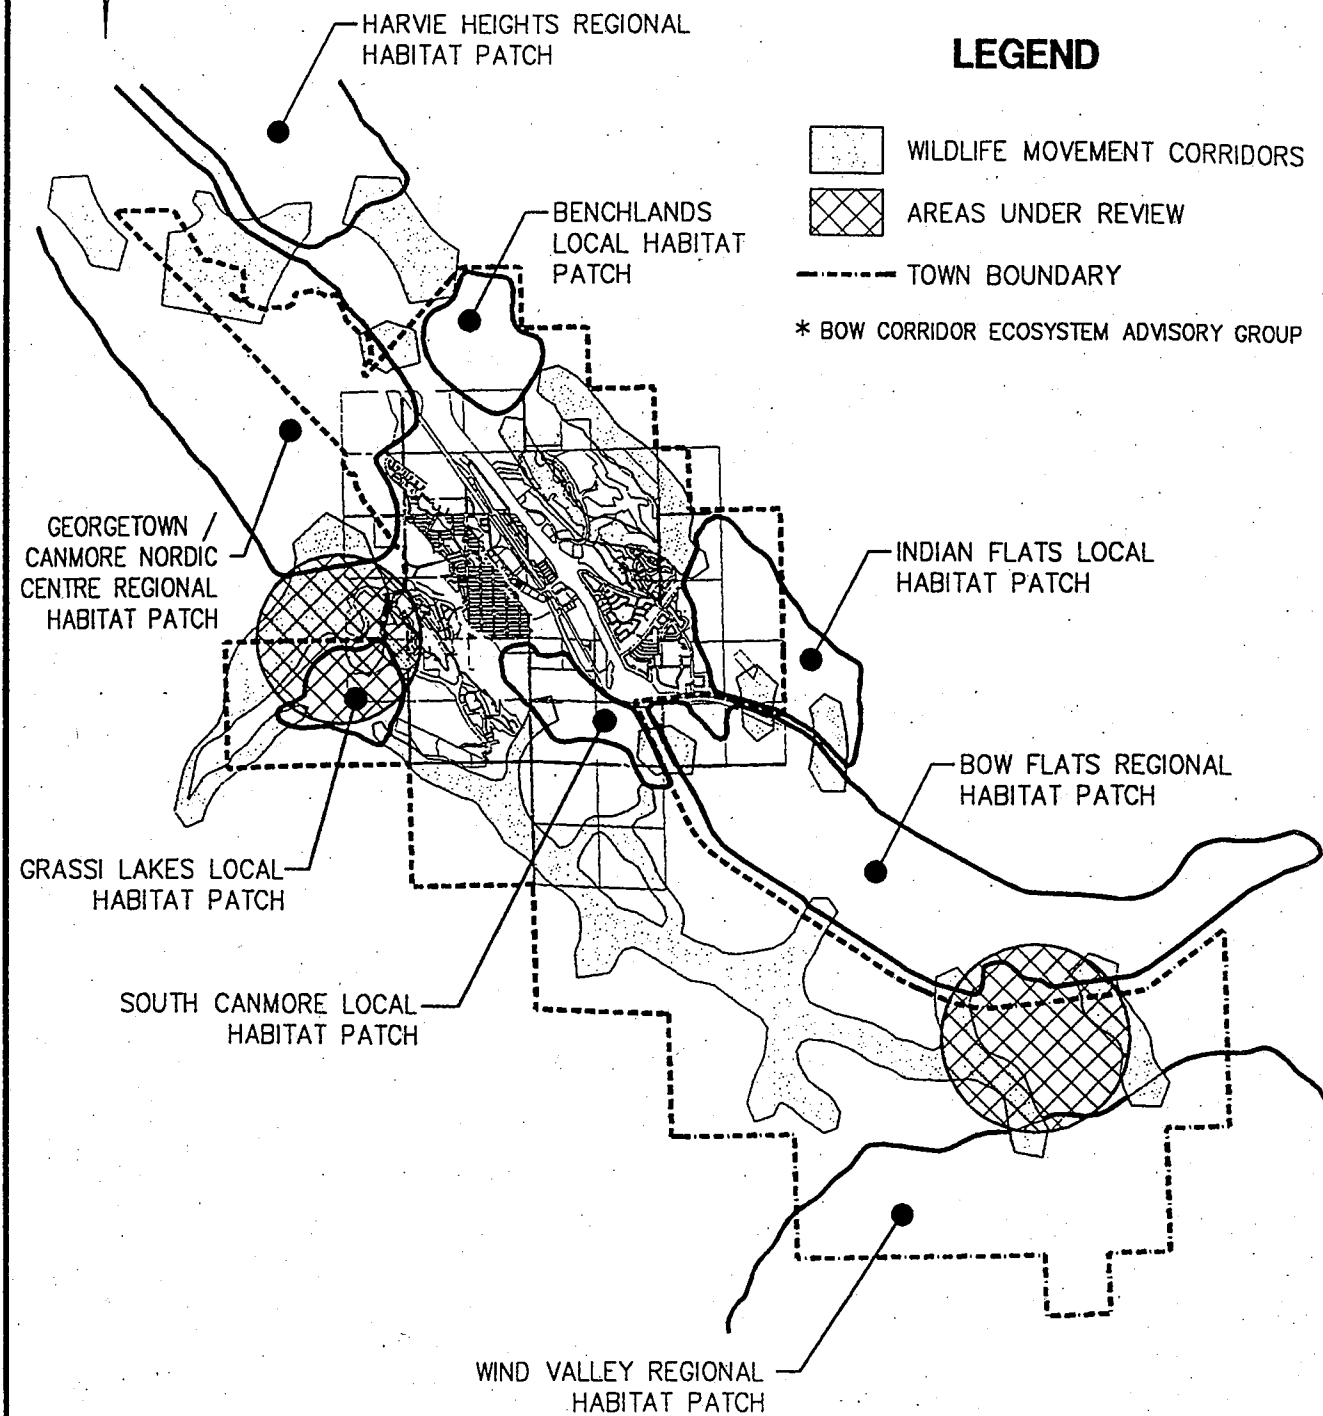 HARVIE HEIGHTS REGIONAL
HABITAT PATCH
LEGEND
WILDLIFE MOVEMENT CORRIDORS
AREAS UNDER REVIEW
TOWN BOUNDARY
* BOW CORRIDOR ECOSYSTEM ADVISORY GROUP
BENCHLANDS
LOCAL HABITAT
PATCH
GEORGETOWN /
CANMORE NORDIC
CENTRE REGIONAL
HABITAT PATCH
INDIAN FLATS LOCAL
HABITAT PATCH
BOW FLATS REGIONAL
HABITAT PATCH
GRASSI LAKES LOCAL
HABITAT PATCH
SOUTH CANMORE LOCAL
HABITAT PATCH
WIND VALLEY REGIONAL
HABITAT PATCH